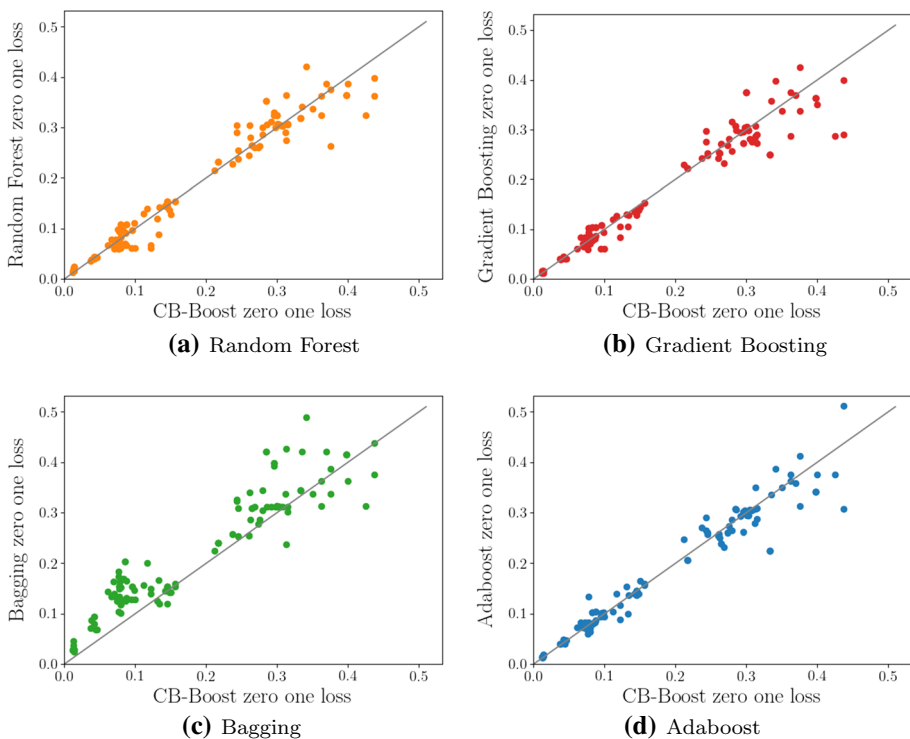 0.5
0.4
0.3
0.2
0.1
0.0
Random Forest zero one loss
0.0 0.1 0.2 0.3 0.4 0.5
CB-Boost zero one loss
(a) Random Forest
0.5
0.4
0.3
0.2
0.1
0.0
Gradient Boosting zero one loss
0.0 0.1 0.2 0.3 0.4 0.5
CB-Boost zero one loss
(b) Gradient Boosting
0.5
0.4
0.3
0.2
0.1
0.0
Bagging zero one loss
0.0 0.1 0.2 0.3 0.4 0.5
CB-Boost zero one loss
(c) Bagging
0.5
0.4
0.3
0.2
0.1
0.0
Adaboost zero one loss
0.0 0.1 0.2 0.3 0.4 0.5
CB-Boost zero one loss
(d) Adaboost